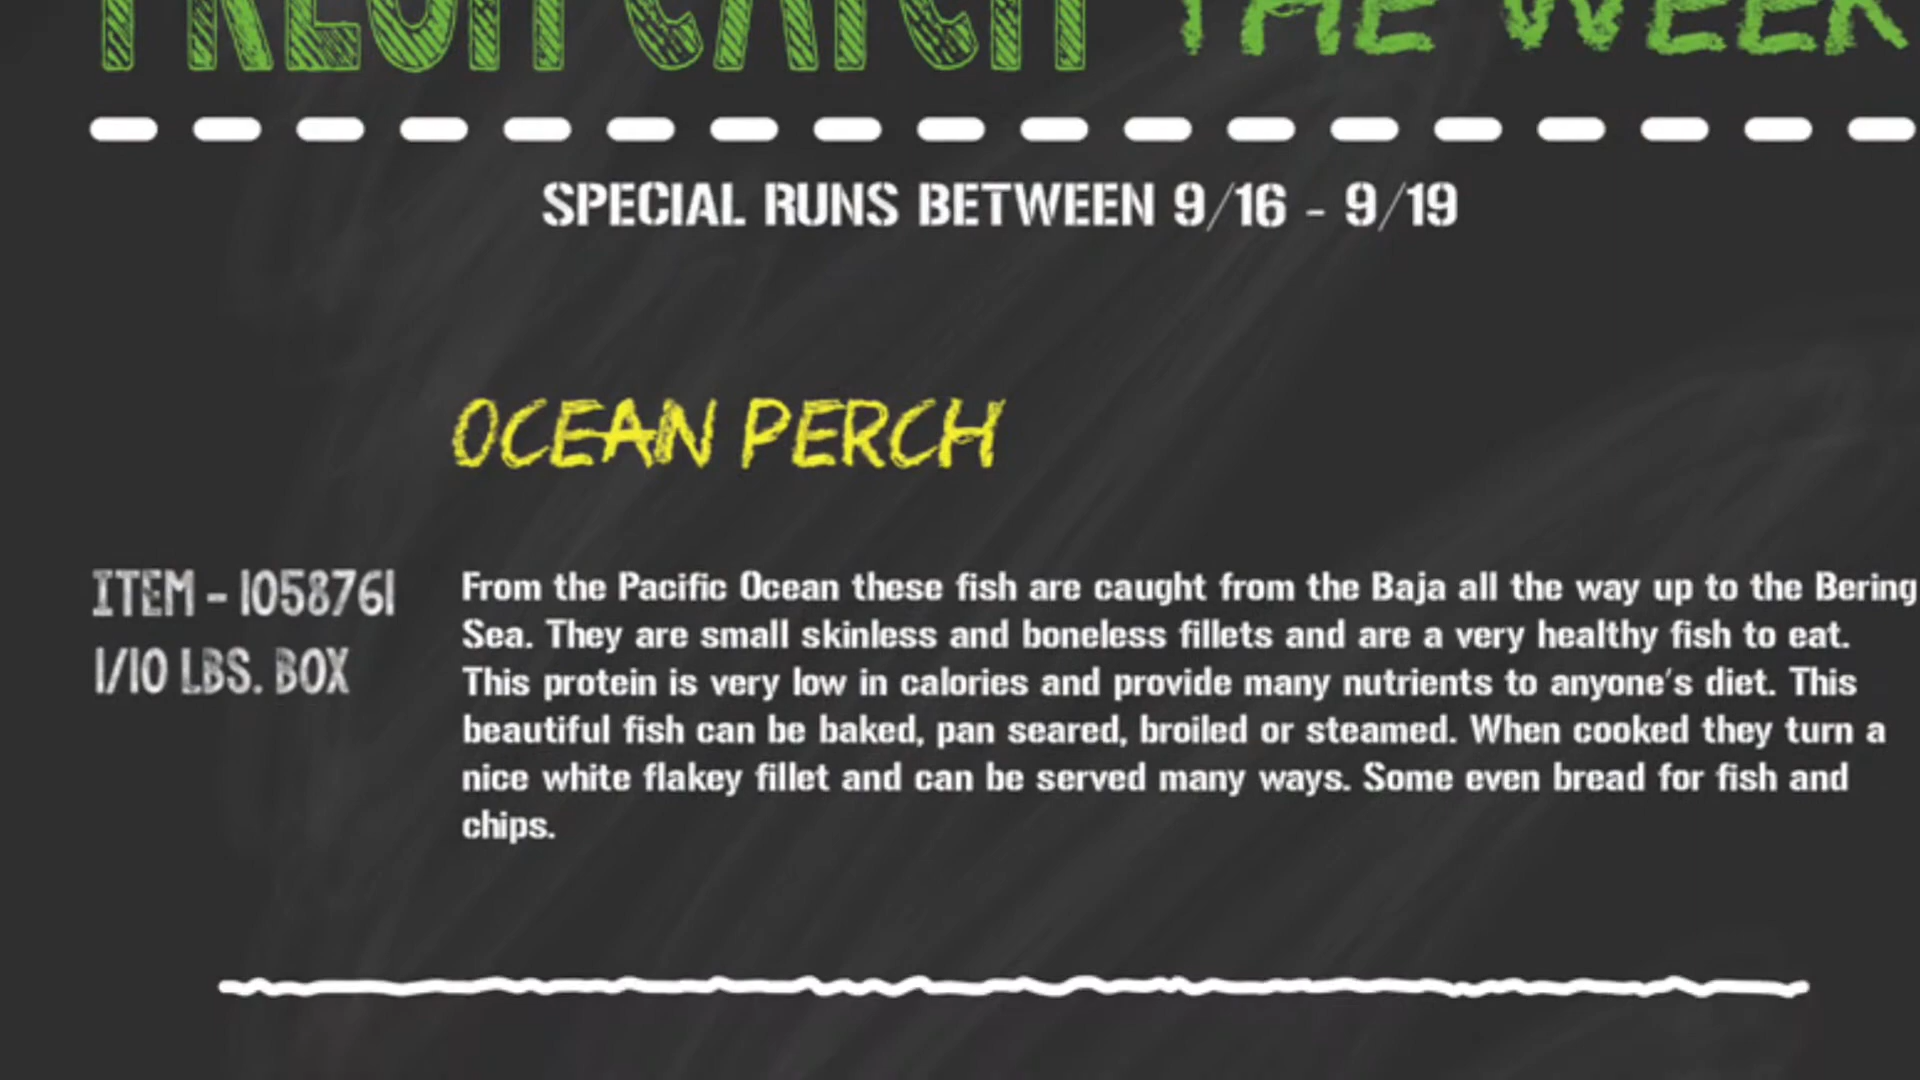 FRESH CATCH THE WEEK
SPECIAL RUNS BETWEEN 9/16 - 9/19
OCEAN PERCH
ITEM - 1058761
1/10 LBS. BOX
From the Pacific Ocean these fish are caught from the Baja all the way up to the Bering
Sea. They are small skinless and boneless fillets and are a very healthy fish to eat.
This protein is very low in calories and provide many nutrients to anyone's diet. This
beautiful fish can be baked, pan seared, broiled or steamed. When cooked they turn a
nice white flakey fillet and can be served many ways. Some even bread for fish and
chips.